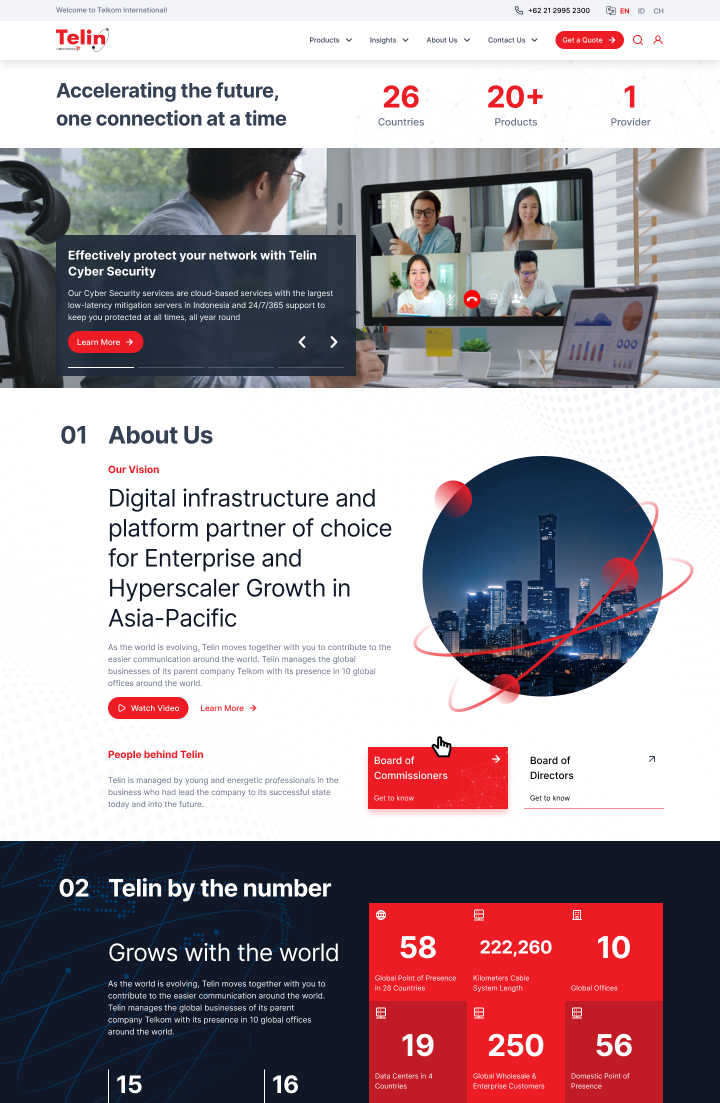 Welcome to Telkom International!
+62 21 2995 2300
EN ID CH
Telin
Products
Insights
About Us
Contact Us
Get a Quote
Accelerating the future,
one connection at a time
26
Countries
20+
Products
1
Provider
Effectively protect your network with Telin
Cyber Security
Our Cyber Security services are cloud-based services with the largest
low-latency mitigation servers in Indonesia and 24/7/365 support to
keep you protected at all times, all year round
Learn More
01 About Us
Our Vision
Digital infrastructure and
platform partner of choice
for Enterprise and
Hyperscaler Growth in
Asia-Pacific
As the world is evolving, Telin moves together with you to contribute to the
easier communication around the world. Telin manages the global
businesses of its parent company Telkom with its presence in 10 global
offices around the world.
Watch Video
Learn More
People behind Telin
Telin is managed by young and energetic professionals in the
business who had lead the company to its successful state
today and into the future.
Board of
Commissioners
Get to know
Board of
Directors
Get to know
02 Telin by the number
Grows with the world
As the world is evolving, Telin moves together with you to
contribute to the easier communication around the world.
Telin manages the global businesses of its parent
company Telkom with its presence in 10 global offices
around the world.
15
16
58
Global Point of Presence
in 28 Countries
222,260
Kilometers Cable
System Length
10
Global Offices
19
Data Centers in 4
Countries
250
Global Wholesale &
Enterprise Customers
56
Domestic Point of
Presence